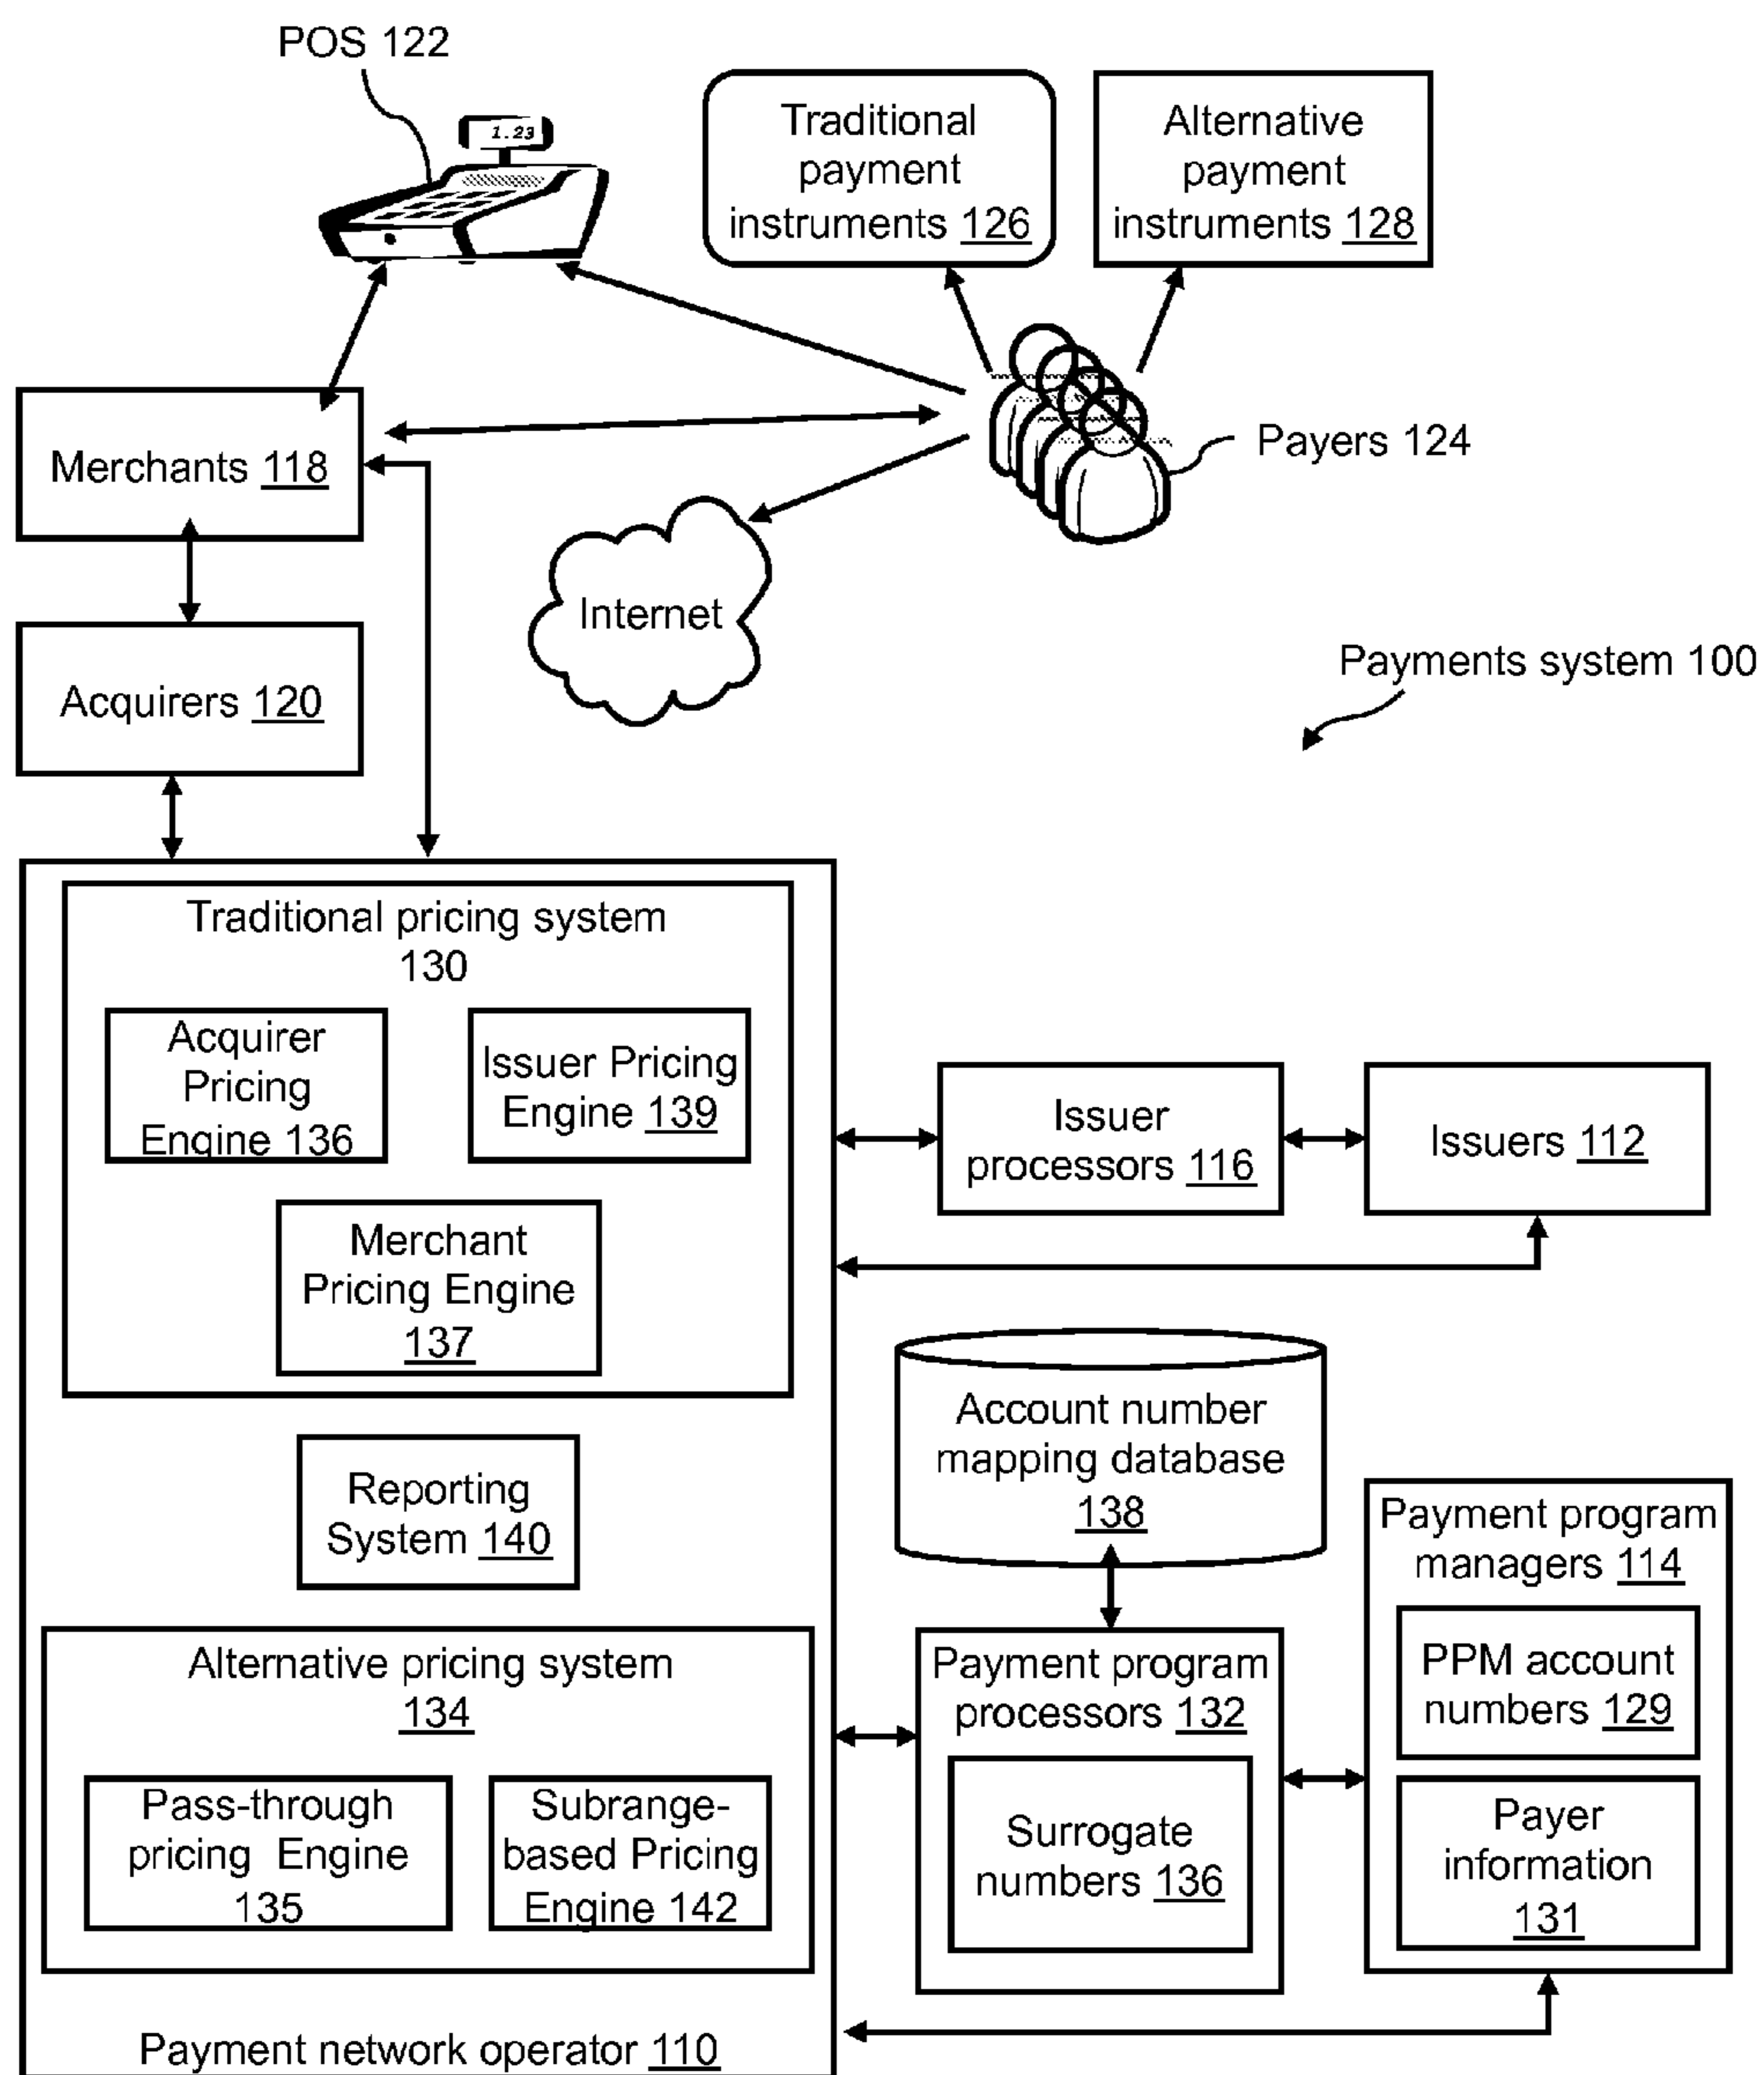 POS 122
1.23
Traditional
payment
instruments 126
Alternative
payment
instruments 128
Merchants 118
Payers 124
Internet
Acquirers 120
Payments system 100
Traditional pricing system
130
Acquirer
Pricing
Engine 136
Issuer Pricing
Engine 139
Merchant
Pricing Engine
137
Issuer
processors 116
Issuers 112
Reporting
System 140
Account number
mapping database
138
Payment program
managers 114
PPM account
numbers 129
Payer
information
131
Alternative pricing system
134
Pass-through
pricing Engine
135
Subrange-
based Pricing
Engine 142
Payment program
processors 132
Surrogate
numbers 136
Payment network operator 110